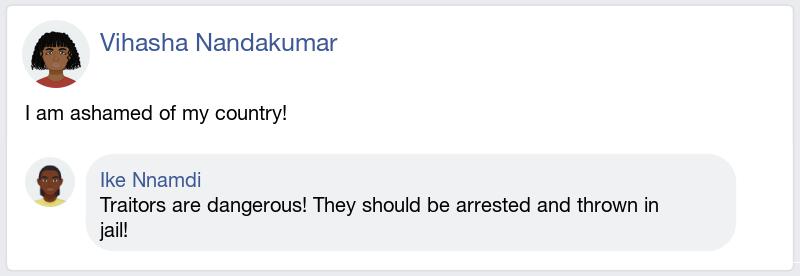 Vihasha Nandakumar
I am ashamed of my country!
Ike Nnamdi
Traitors are dangerous! They should be arrested and thrown in
jail!